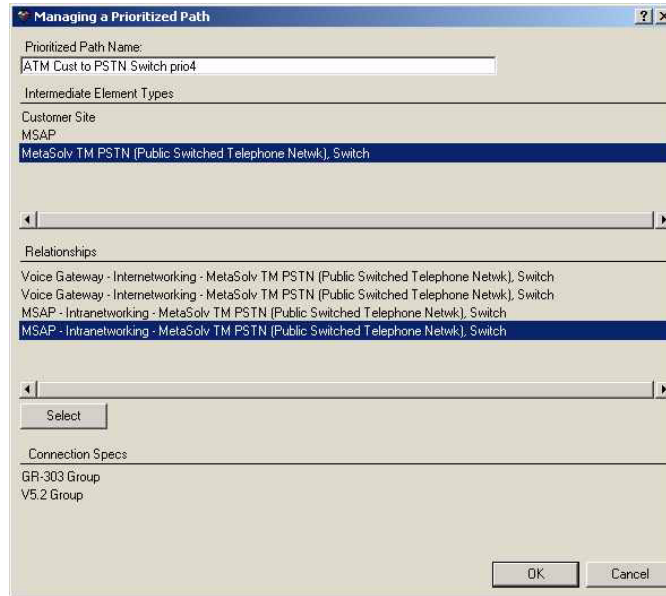 Managing a Prioritized Path
Prioritized Path Name:
ATM Cust to PSTN Switch prio4
Intermediate Element Types
Customer Site
MSAP
MetaSolv TM PSTN (Public Switched Telephone Netwk), Switch
Relationships
Voice Gateway - Internetworking - MetaSolv TM PSTN (Public Switched Telephone Netwk), Switch
Voice Gateway - Internetworking - MetaSolv TM PSTN (Public Switched Telephone Netwk), Switch
MSAP - Intranetworking - MetaSolv TM PSTN (Public Switched Telephone Netwk), Switch
MSAP - Intranetworking - MetaSolv TM PSTN (Public Switched Telephone Netwk), Switch
Select
Connection Specs
GR-303 Group
V5.2 Group
OK Cancel